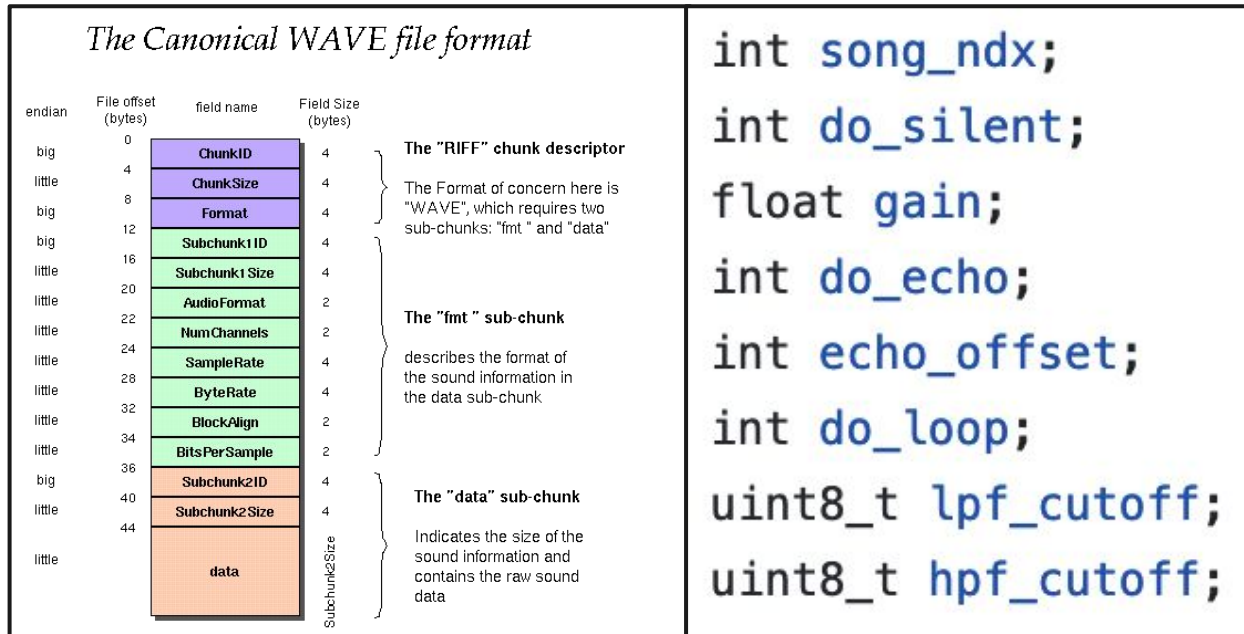 The Canonical WAVE file format
endian
File offset
(bytes)
field name
Field Size
(bytes)
0
big
ChunkID
4
4
little
ChunkSize
4
8
big
Format
4
12
big
Subchunk1ID
4
16
little
Subchunk1Size
4
20
little
AudioFormat
2
22
little
NumChannels
2
24
little
SampleRate
4
28
little
ByteRate
4
32
little
BlockAlign
2
34
little
BitsPerSample
2
36
big
Subchunk2ID
4
40
little
Subchunk2Size
4
44
little
data
Subchunk2Size
The "RIFF" chunk descriptor
The Format of concern here is
"WAVE", which requires two
sub-chunks: "fmt " and "data"
The "fmt " sub-chunk
describes the format of
the sound information in
the data sub-chunk
The "data" sub-chunk
Indicates the size of the
sound information and
contains the raw sound
data
int song_ndx;
int do_silent;
float gain;
int do_echo;
int echo_offset;
int do_loop;
uint8_t lpf_cutoff;
uint8_t hpf_cutoff;